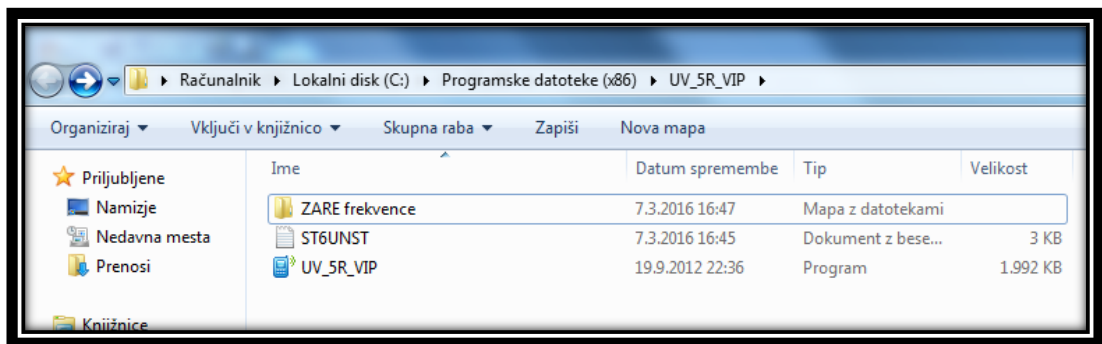 Računalnik ▸ Lokalni disk (C:) ▸ Programske datoteke (x86) ▸ UV_5R_VIP ▸
Organiziraj Vključi v knjižnico Skupna raba Zapiši Nova mapa
Priljubljene
Namizje
Nedavna mesta
Prenosi
Knjižnice
Ime Datum spremembe Tip Velikost
ZARE frekvence 7.3.2016 16:47 Mapa z datotekami
ST6UNST 7.3.2016 16:45 Dokument z bese... 3 KB
UV_5R_VIP 19.9.2012 22:36 Program 1.992 KB